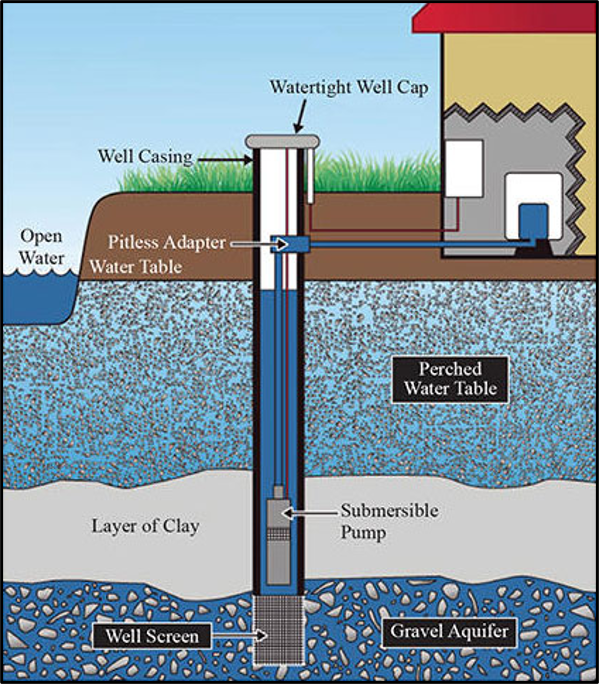 Watertight Well Cap
Well Casing
Open
Water
Pitless Adapter
Water Table
Perched
Water Table
Layer of Clay
Submersible
Pump
Well Screen
Gravel Aquifer